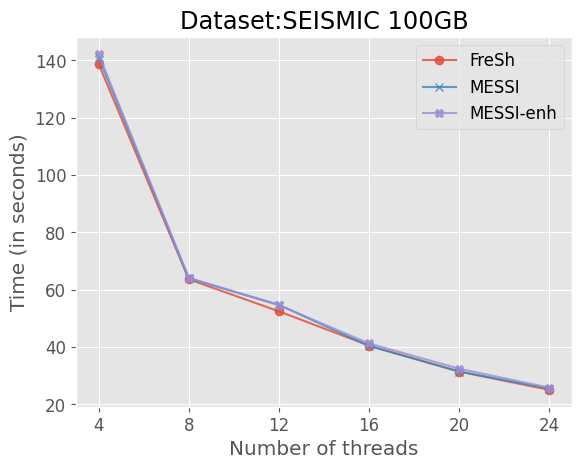 Dataset:SEISMIC 100GB
FreSh
MESSI
MESSI-enh
140
120
100
80
60
40
20
Time (in seconds)
4 8 12 16 20 24
Number of threads